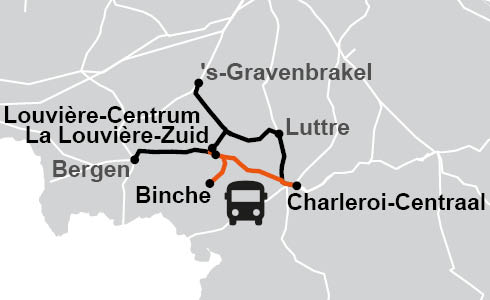 's-Gravenbrakel
Louvière-Centrum
La Louvière-Zuid
Luttre
Bergen
Binche
Charleroi-Centraal